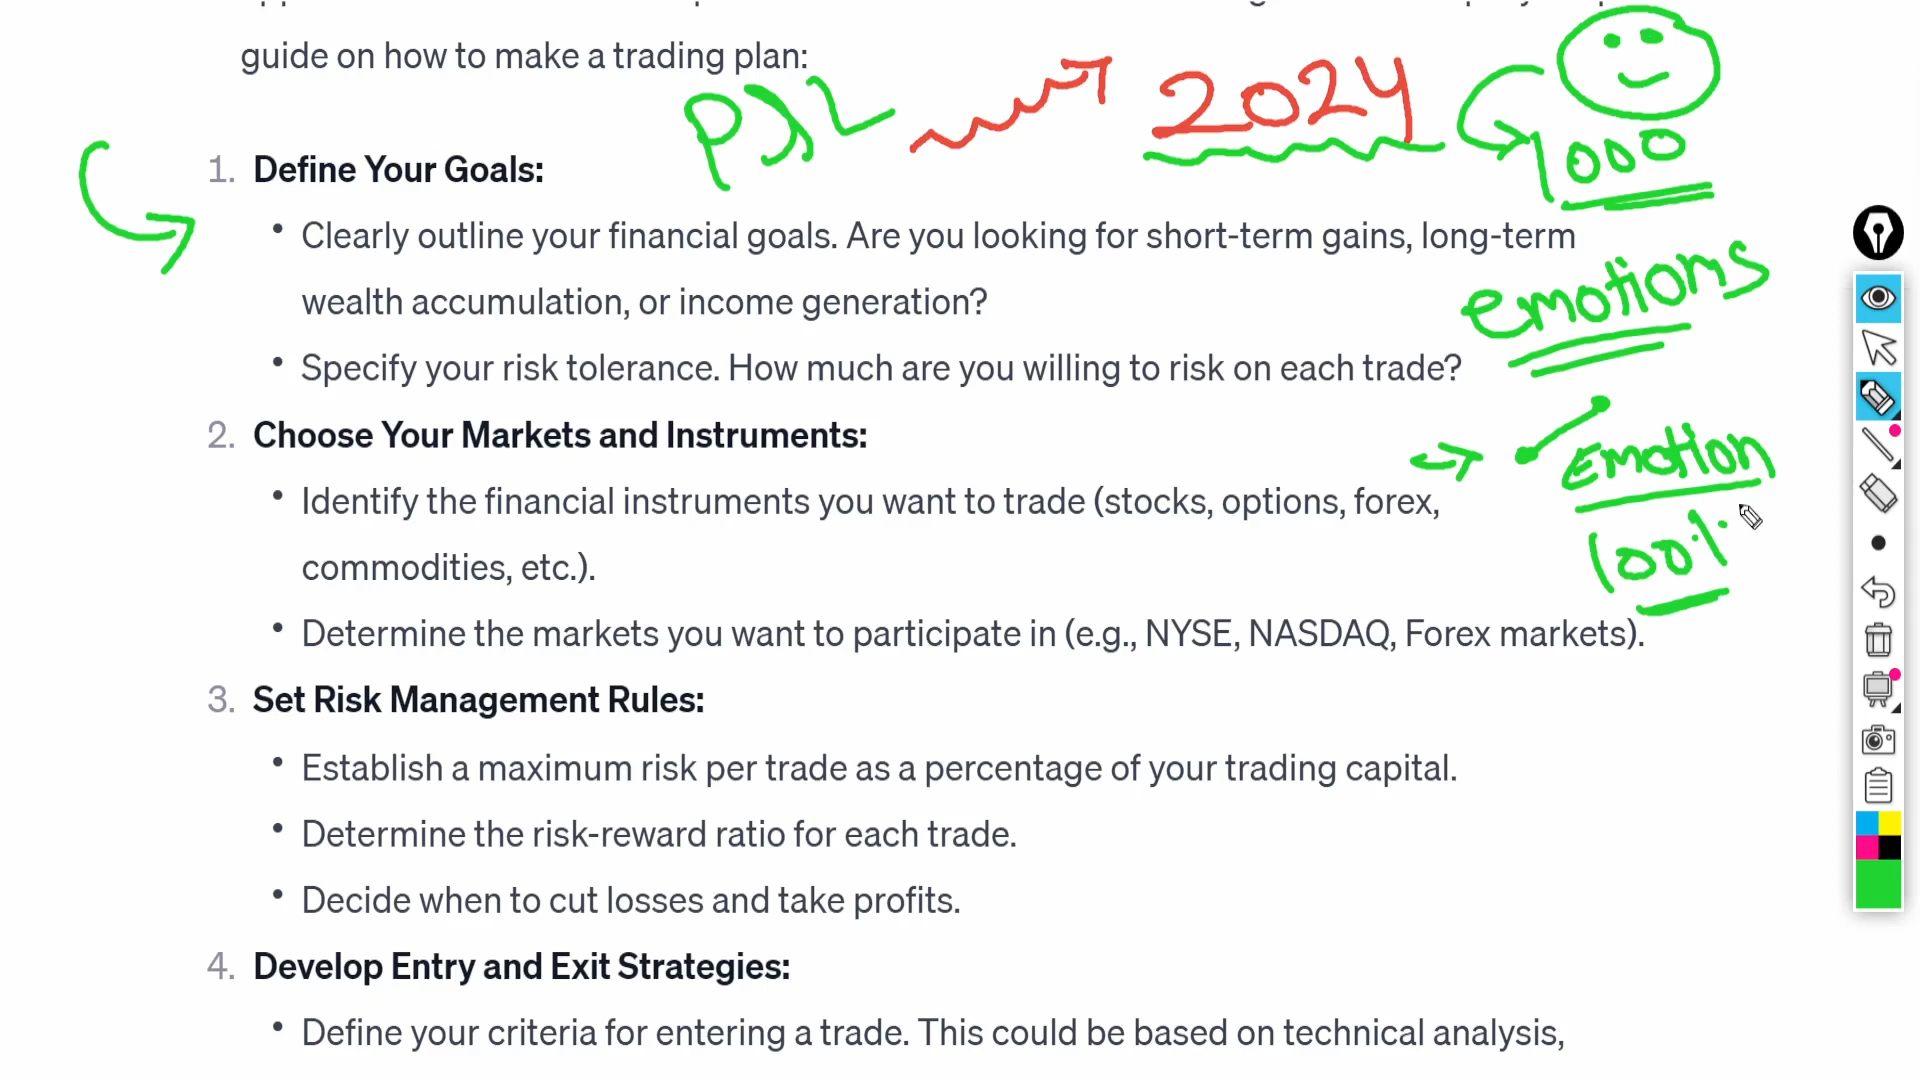 guide on how to make a trading plan:
2024
1. Define Your Goals:
1000
• Clearly outline your financial goals. Are you looking for short-term gains, long-term
wealth accumulation, or income generation?
emotions
• Specify your risk tolerance. How much are you willing to risk on each trade?
2. Choose Your Markets and Instruments:
Emotion
• Identify the financial instruments you want to trade (stocks, options, forex,
commodities, etc.).
100%
• Determine the markets you want to participate in (e.g., NYSE, NASDAQ, Forex markets).
3. Set Risk Management Rules:
• Establish a maximum risk per trade as a percentage of your trading capital.
• Determine the risk-reward ratio for each trade.
• Decide when to cut losses and take profits.
4. Develop Entry and Exit Strategies:
• Define your criteria for entering a trade. This could be based on technical analysis,